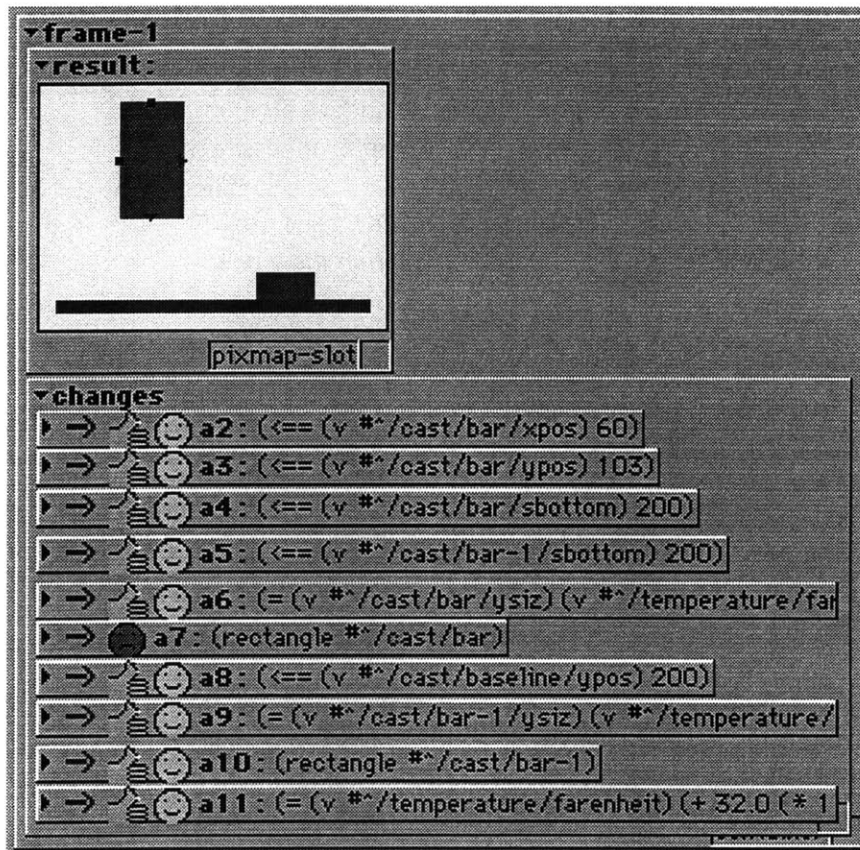 frame-1
result:
pixmap-slot
changes
a2: (<== (v #^/cast/bar/xpos) 60)
a3: (<== (v #^/cast/bar/ypos) 103)
a4: (<== (v #^/cast/bar/sbottom) 200)
a5: (<== (v #^/cast/bar-1/sbottom) 200)
a6: (= (v #^/cast/bar/ysiz) (v #^/temperature/far
a7: (rectangle #^/cast/bar)
a8: (<== (v #^/cast/baseline/ypos) 200)
a9: (= (v #^/cast/bar-1/ysiz) (v #^/temperature/
a10: (rectangle #^/cast/bar-1)
a11: (= (v #^/temperature/farenheit) (+ 32.0 (* 1